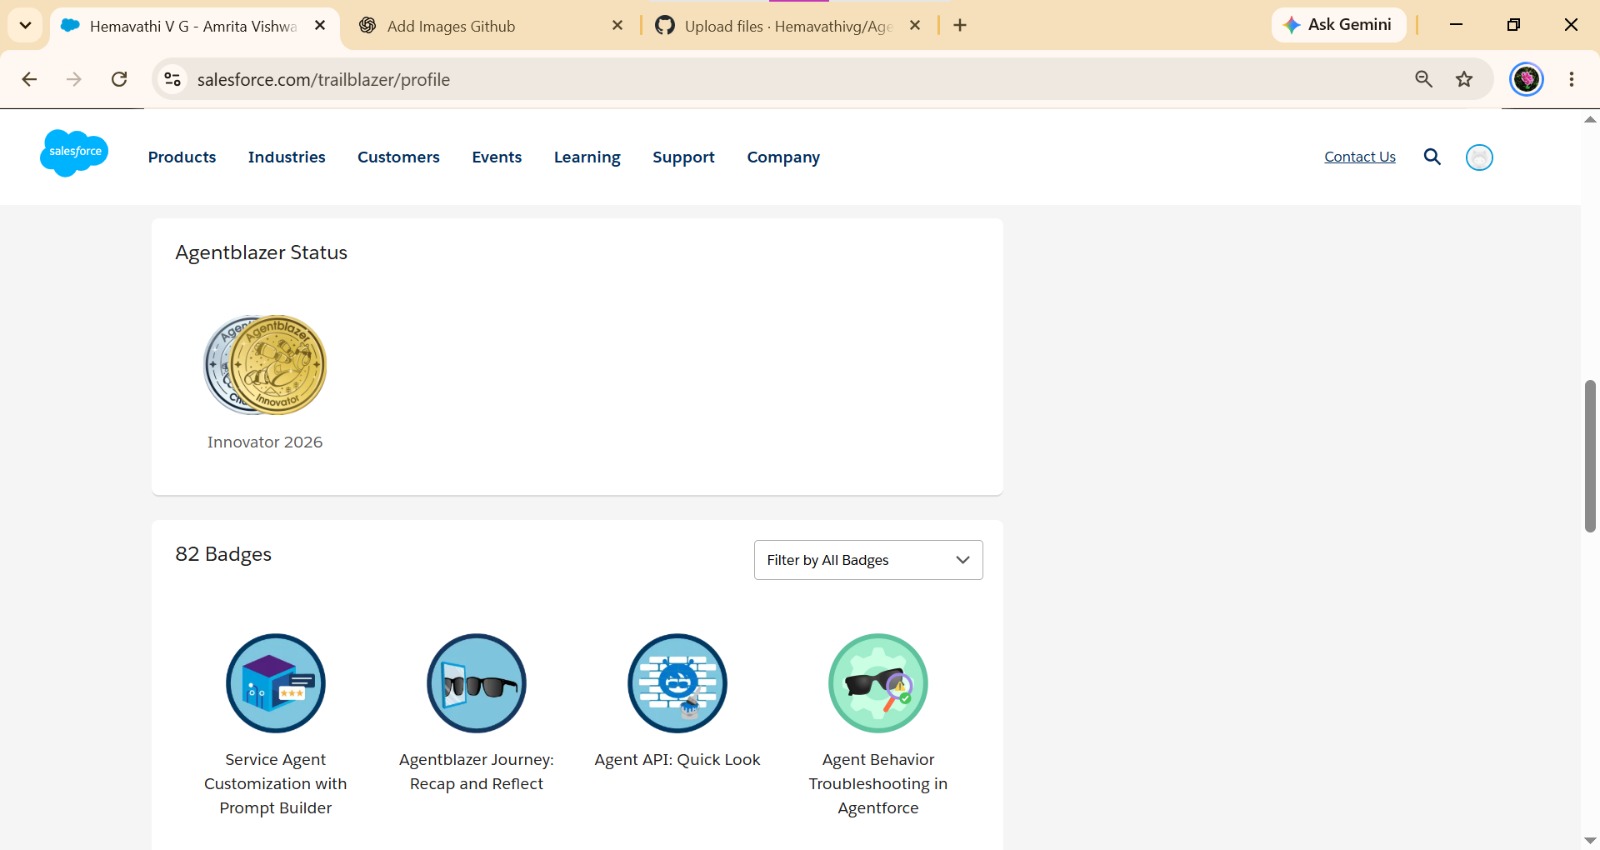 Hemavathi V G - Amrita Vishwa
Add Images Github
Upload files · Hemavathivg/Age
Ask Gemini
salesforce.com/trailblazer/profile
salesforce
Products
Industries
Customers
Events
Learning
Support
Company
Contact Us
Agentblazer Status
Agentblazer
Innovator
Innovator 2026
82 Badges
Filter by All Badges
Service Agent
Customization with
Prompt Builder
Agentblazer Journey:
Recap and Reflect
Agent API: Quick Look
Agent Behavior
Troubleshooting in
Agentforce